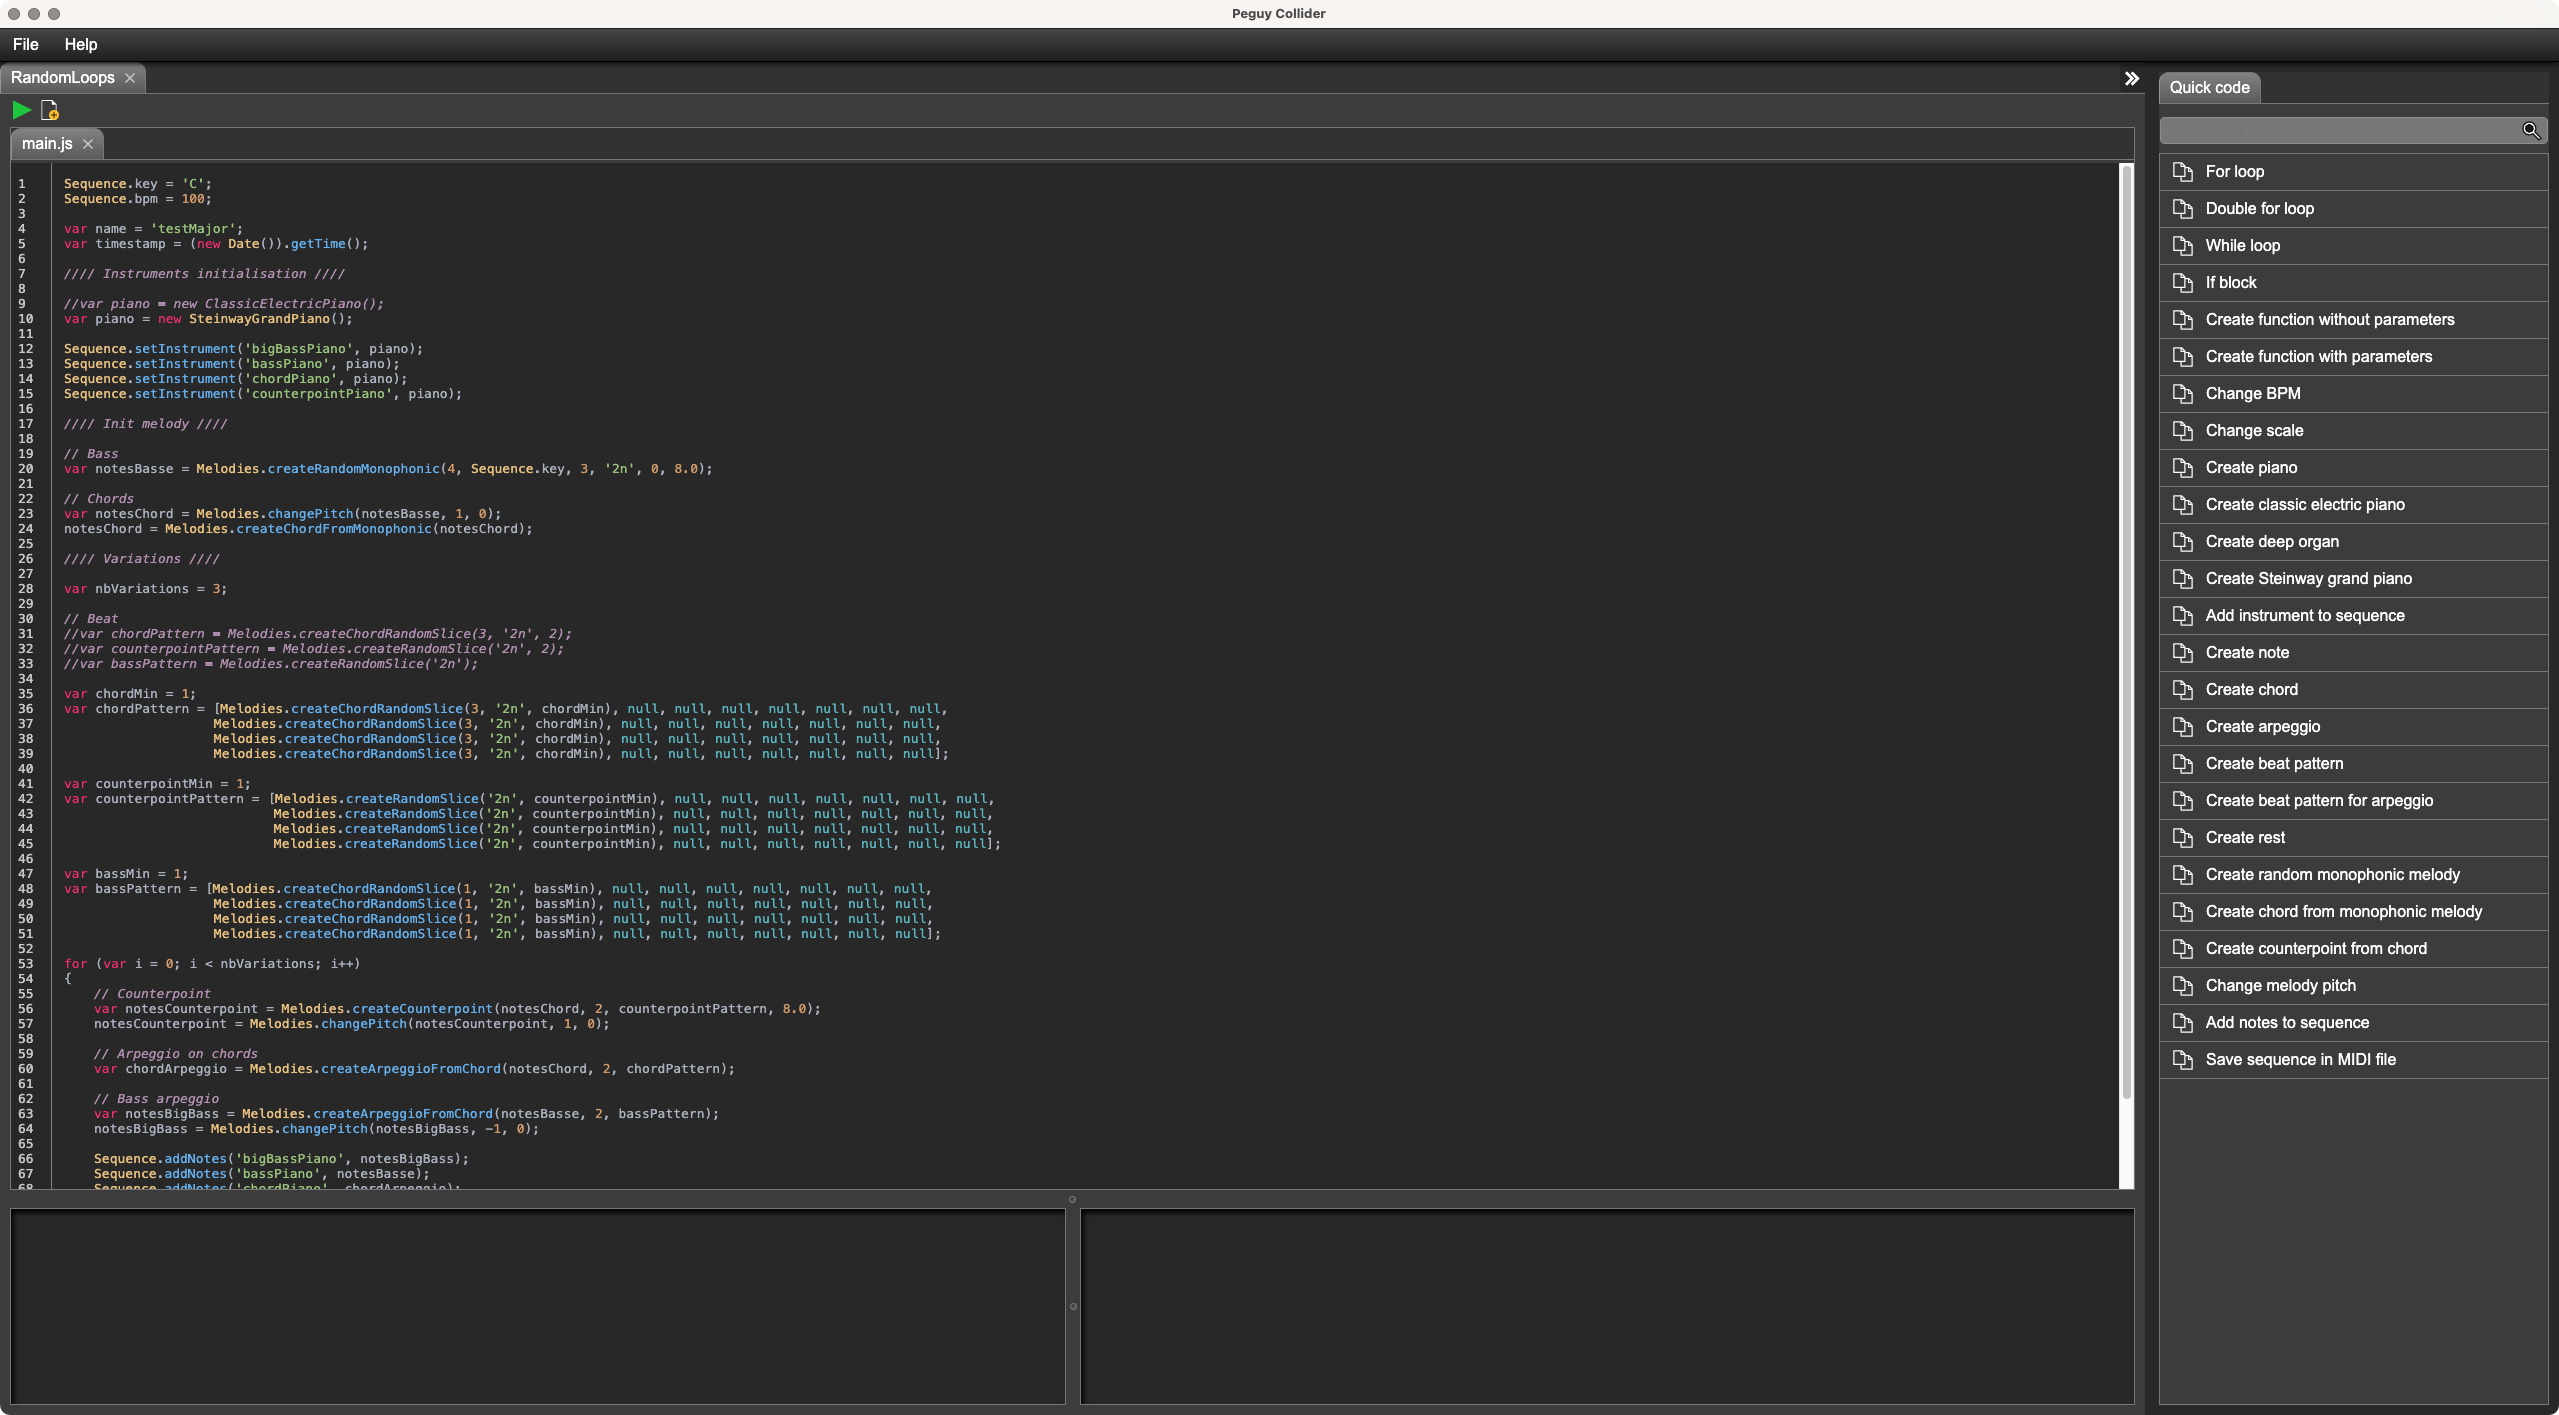 Peguy Collider
File Help
RandomLoops
main.js
1 Sequence.key = 'C';
2 Sequence.bpm = 100;
3
4 var name = 'testMajor';
5 var timestamp = (new Date()).getTime();
6
7 //// Instruments initialisation ////
8
9 //var piano = new ClassicElectricPiano();
10 var piano = new SteinwayGrandPiano();
11
12 Sequence.setInstrument('bigBassPiano', piano);
13 Sequence.setInstrument('bassPiano', piano);
14 Sequence.setInstrument('chordPiano', piano);
15 Sequence.setInstrument('counterpointPiano', piano);
16
17 //// Init melody ////
18
19 // Bass
20 var notesBasse = Melodies.createRandomMonophonic(4, Sequence.key, 3, '2n', 0, 8.0);
21
22 // Chords
23 var notesChord = Melodies.changePitch(notesBasse, 1, 0);
24 notesChord = Melodies.createChordFromMonophonic(notesChord);
25
26 //// Variations ////
27
28 var nbVariations = 3;
29
30 // Beat
31 //var chordPattern = Melodies.createChordRandomSlice(3, '2n', 2);
32 //var counterpointPattern = Melodies.createRandomSlice('2n', 2);
33 //var bassPattern = Melodies.createRandomSlice('2n');
34
35 var chordMin = 1;
36 var chordPattern = [Melodies.createChordRandomSlice(3, '2n', chordMin), null, null, null, null, null, null, null,
37 Melodies.createChordRandomSlice(3, '2n', chordMin), null, null, null, null, null, null, null,
38 Melodies.createChordRandomSlice(3, '2n', chordMin), null, null, null, null, null, null, null,
39 Melodies.createChordRandomSlice(3, '2n', chordMin), null, null, null, null, null, null, null];
40
41 var counterpointMin = 1;
42 var counterpointPattern = [Melodies.createRandomSlice('2n', counterpointMin), null, null, null, null, null, null, null,
43 Melodies.createRandomSlice('2n', counterpointMin), null, null, null, null, null, null, null,
44 Melodies.createRandomSlice('2n', counterpointMin), null, null, null, null, null, null, null,
45 Melodies.createRandomSlice('2n', counterpointMin), null, null, null, null, null, null, null];
46
47 var bassMin = 1;
48 var bassPattern = [Melodies.createChordRandomSlice(1, '2n', bassMin), null, null, null, null, null, null, null,
49 Melodies.createChordRandomSlice(1, '2n', bassMin), null, null, null, null, null, null, null,
50 Melodies.createChordRandomSlice(1, '2n', bassMin), null, null, null, null, null, null, null,
51 Melodies.createChordRandomSlice(1, '2n', bassMin), null, null, null, null, null, null, null];
52
53 for (var i = 0; i < nbVariations; i++)
54 {
55 // Counterpoint
56 var notesCounterpoint = Melodies.createCounterpoint(notesChord, 2, counterpointPattern, 8.0);
57 notesCounterpoint = Melodies.changePitch(notesCounterpoint, 1, 0);
58
59 // Arpeggio on chords
60 var chordArpeggio = Melodies.createArpeggioFromChord(notesChord, 2, chordPattern);
61
62 // Bass arpeggio
63 var notesBigBass = Melodies.createArpeggioFromChord(notesBasse, 2, bassPattern);
64 notesBigBass = Melodies.changePitch(notesBigBass, -1, 0);
65
66 Sequence.addNotes('bigBassPiano', notesBigBass);
67 Sequence.addNotes('bassPiano', notesBasse);
68 Sequence.addNotes('chordPiano', chordArpeggio);
Quick code
For loop
Double for loop
While loop
If block
Create function without parameters
Create function with parameters
Change BPM
Change scale
Create piano
Create classic electric piano
Create deep organ
Create Steinway grand piano
Add instrument to sequence
Create note
Create chord
Create arpeggio
Create beat pattern
Create beat pattern for arpeggio
Create rest
Create random monophonic melody
Create chord from monophonic melody
Create counterpoint from chord
Change melody pitch
Add notes to sequence
Save sequence in MIDI file